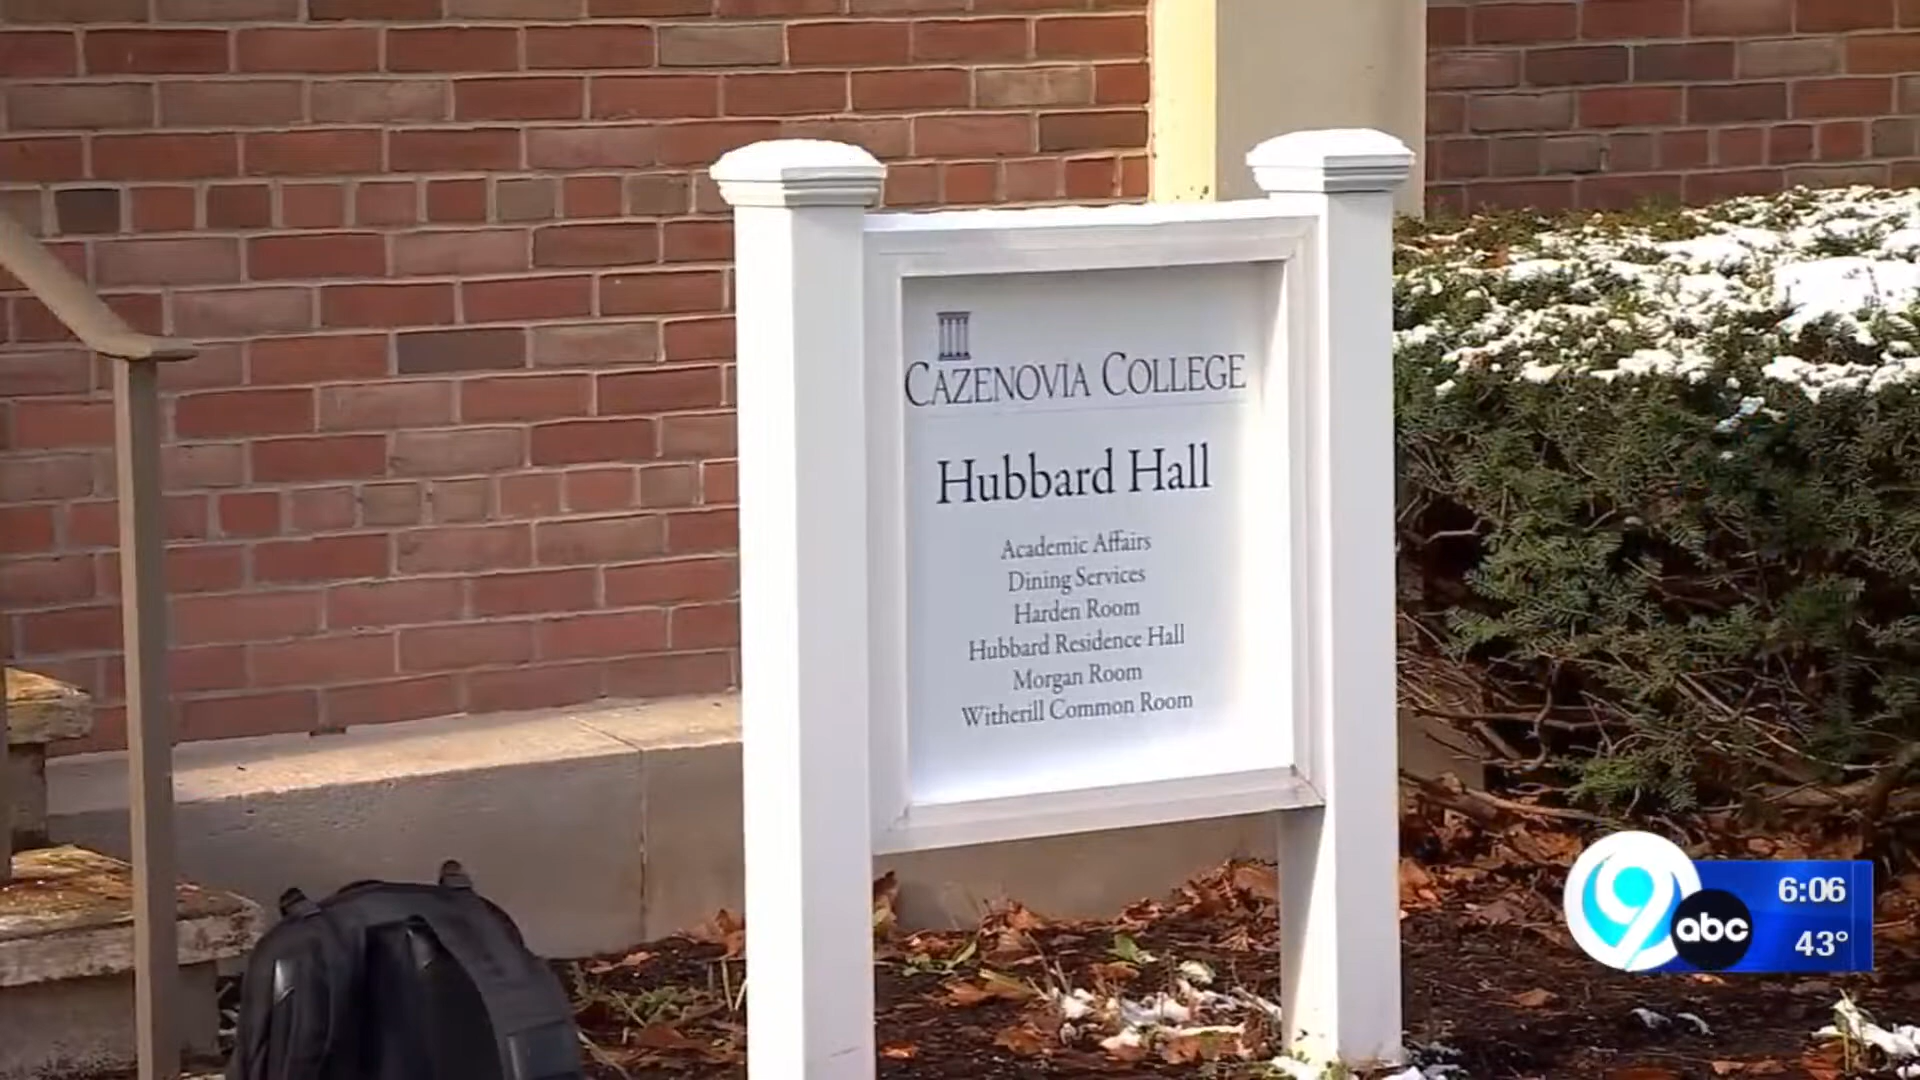 CAZENOVIA COLLEGE
Hubbard Hall
Academic Affairs
Dining Services
Harden Room
Hubbard Residence Hall
Morgan Room
Witherill Common Room
9
abc
6:06
43°